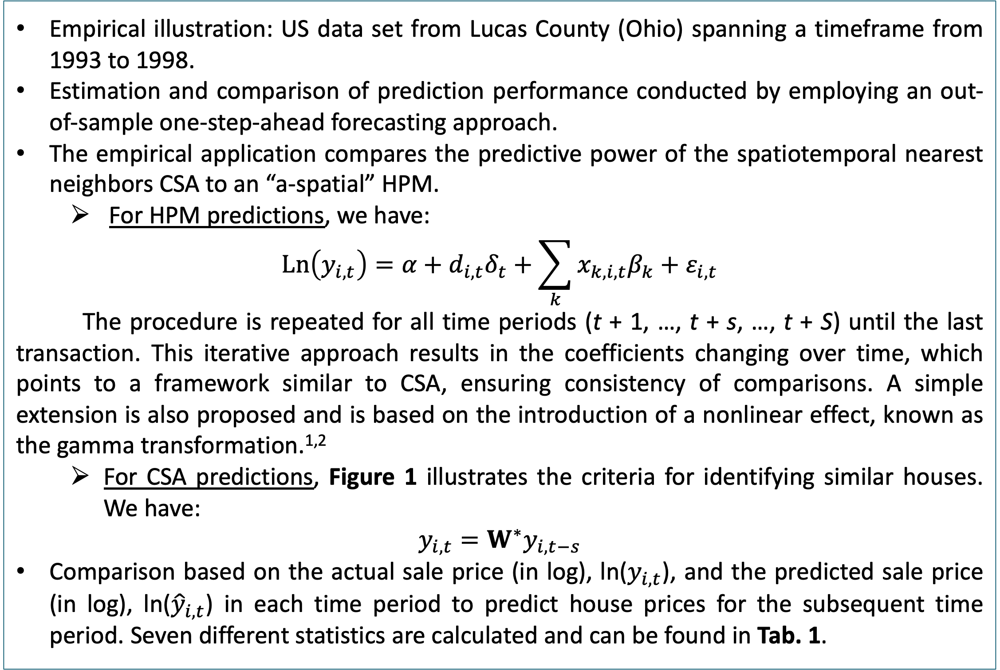 • Empirical illustration: US data set from Lucas County (Ohio) spanning a timeframe from
1993 to 1998.
• Estimation and comparison of prediction performance conducted by employing an out-
of-sample one-step-ahead forecasting approach.
• The empirical application compares the predictive power of the spatiotemporal nearest
neighbors CSA to an “a-spatial” HPM.
➢ For HPM predictions, we have:
Ln(y_{i,t}) = α + d_{i,t}δ_t + ∑_k x_{k,i,t}β_k + ε_{i,t}
The procedure is repeated for all time periods (t + 1, …, t + s, …, t + S) until the last
transaction. This iterative approach results in the coefficients changing over time, which
points to a framework similar to CSA, ensuring consistency of comparisons. A simple
extension is also proposed and is based on the introduction of a nonlinear effect, known as
the gamma transformation.^{1,2}
➢ For CSA predictions, Figure 1 illustrates the criteria for identifying similar houses.
We have:
y_{i,t} = W*y_{i,t−s}
• Comparison based on the actual sale price (in log), ln(y_{i,t}), and the predicted sale price
(in log), ln(ŷ_{i,t}) in each time period to predict house prices for the subsequent time
period. Seven different statistics are calculated and can be found in Tab. 1.